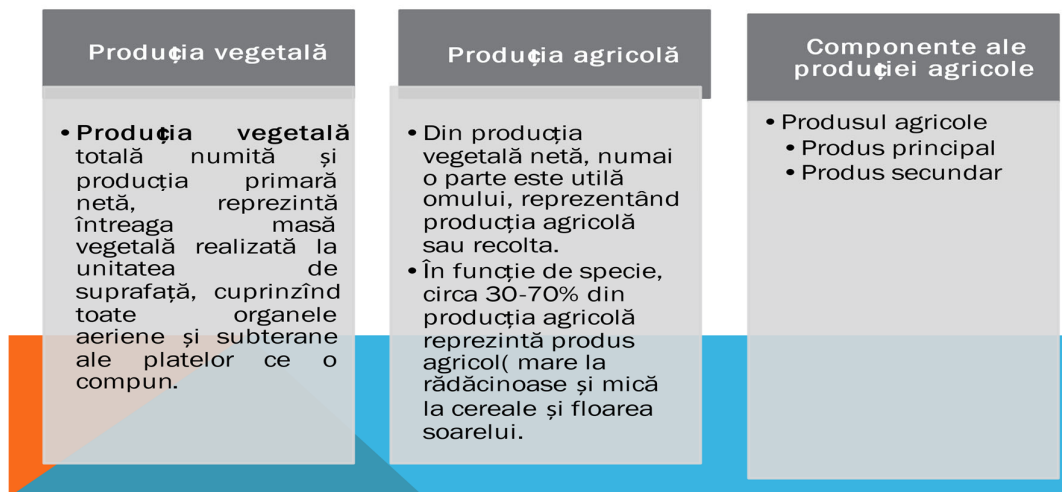 Producția vegetală
• Producția vegetală
totală numită și
producția primară
netă, reprezintă
întreaga masă
vegetală realizată la
unitatea de
suprafață, cuprinzînd
toate organele
aeriene și subterane
ale platelor ce o
compun.
Producția agricolă
• Din producția
vegetală netă, numai
o parte este utilă
omului, reprezentând
producția agricolă
sau recolta.
• În funcție de specie,
circa 30-70% din
producția agricolă
reprezintă produs
agricol( mare la
rădăcinoase și mică
la cereale și floarea
soarelui.
Componente ale
producției agricole
• Produsul agricole
• Produs principal
• Produs secundar